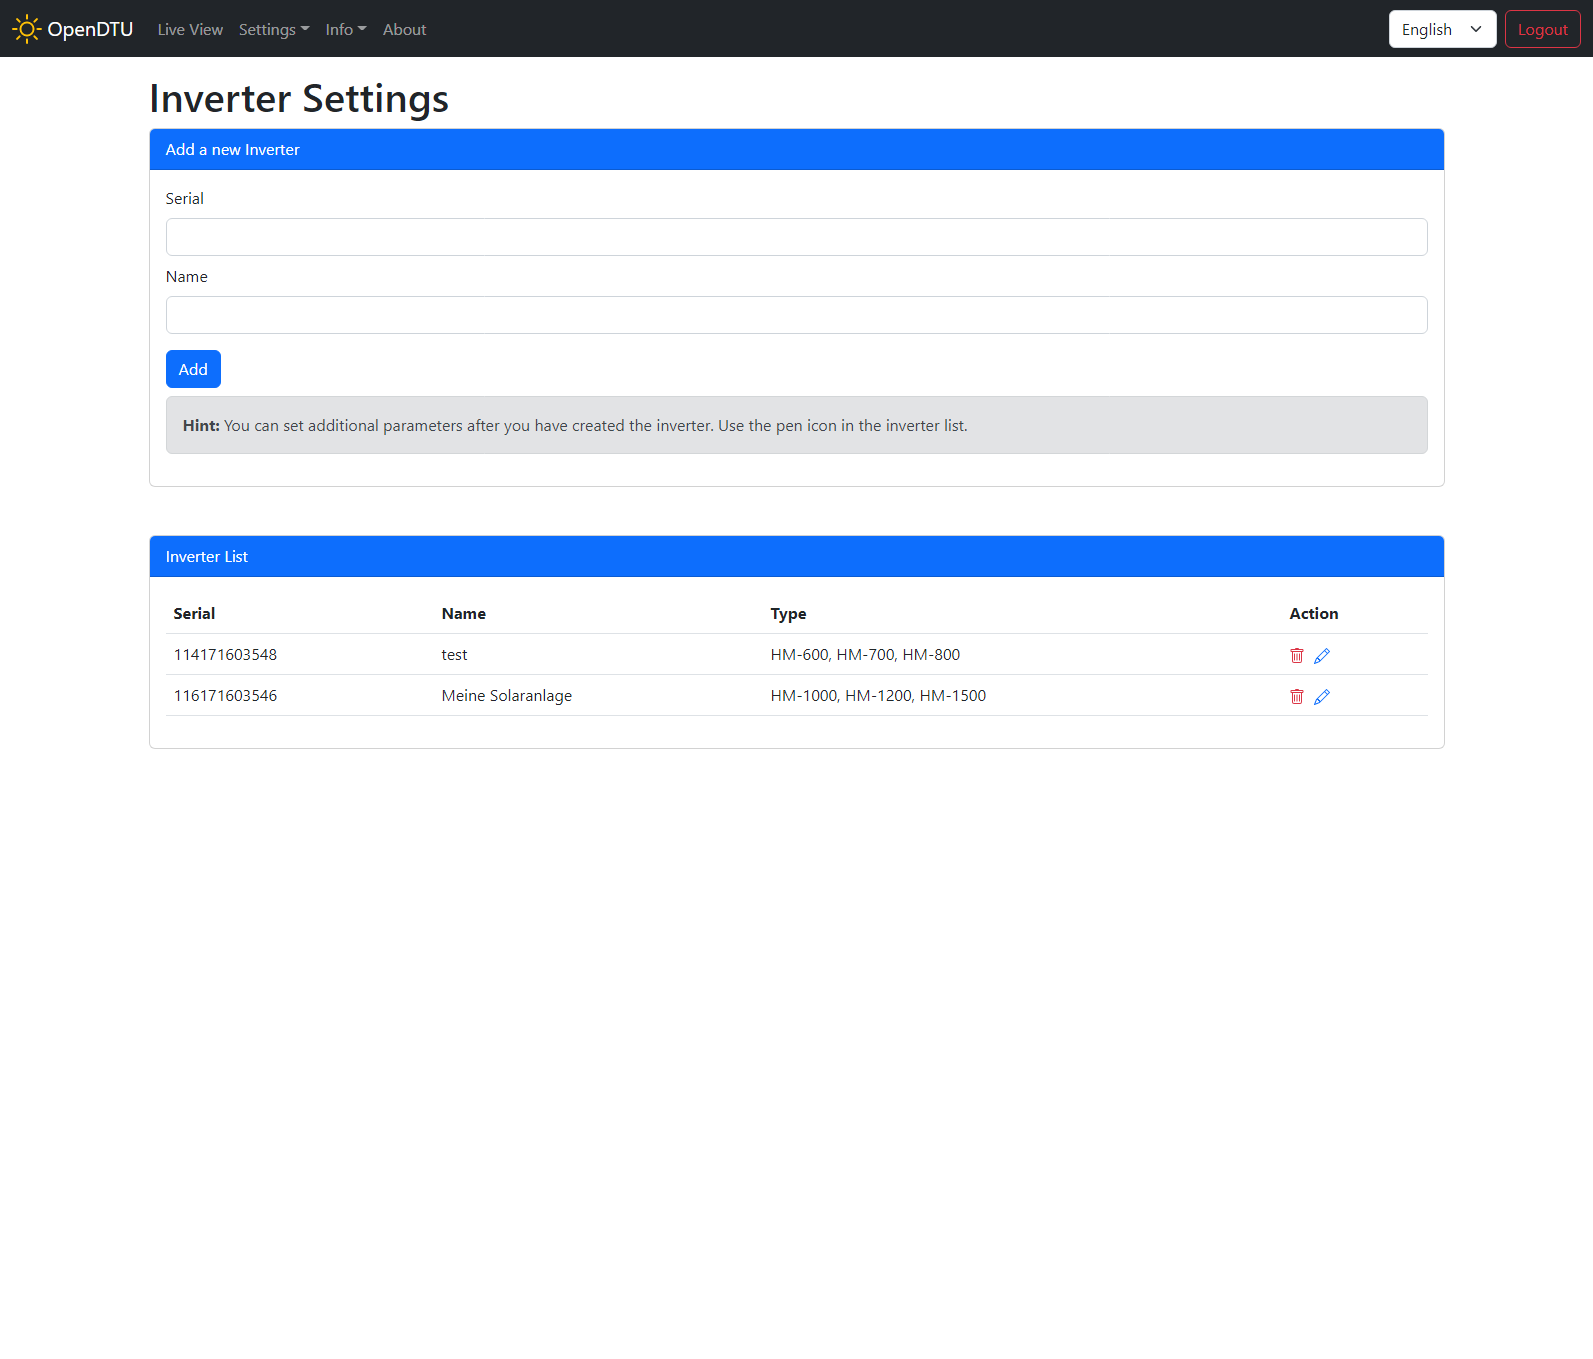 OpenDTU Live View Settings Info About English Logout
Inverter Settings
Add a new Inverter
Serial
Name
Add
Hint: You can set additional parameters after you have created the inverter. Use the pen icon in the inverter list.
Inverter List
Serial Name Type Action
114171603548 test HM-600, HM-700, HM-800
116171603546 Meine Solaranlage HM-1000, HM-1200, HM-1500